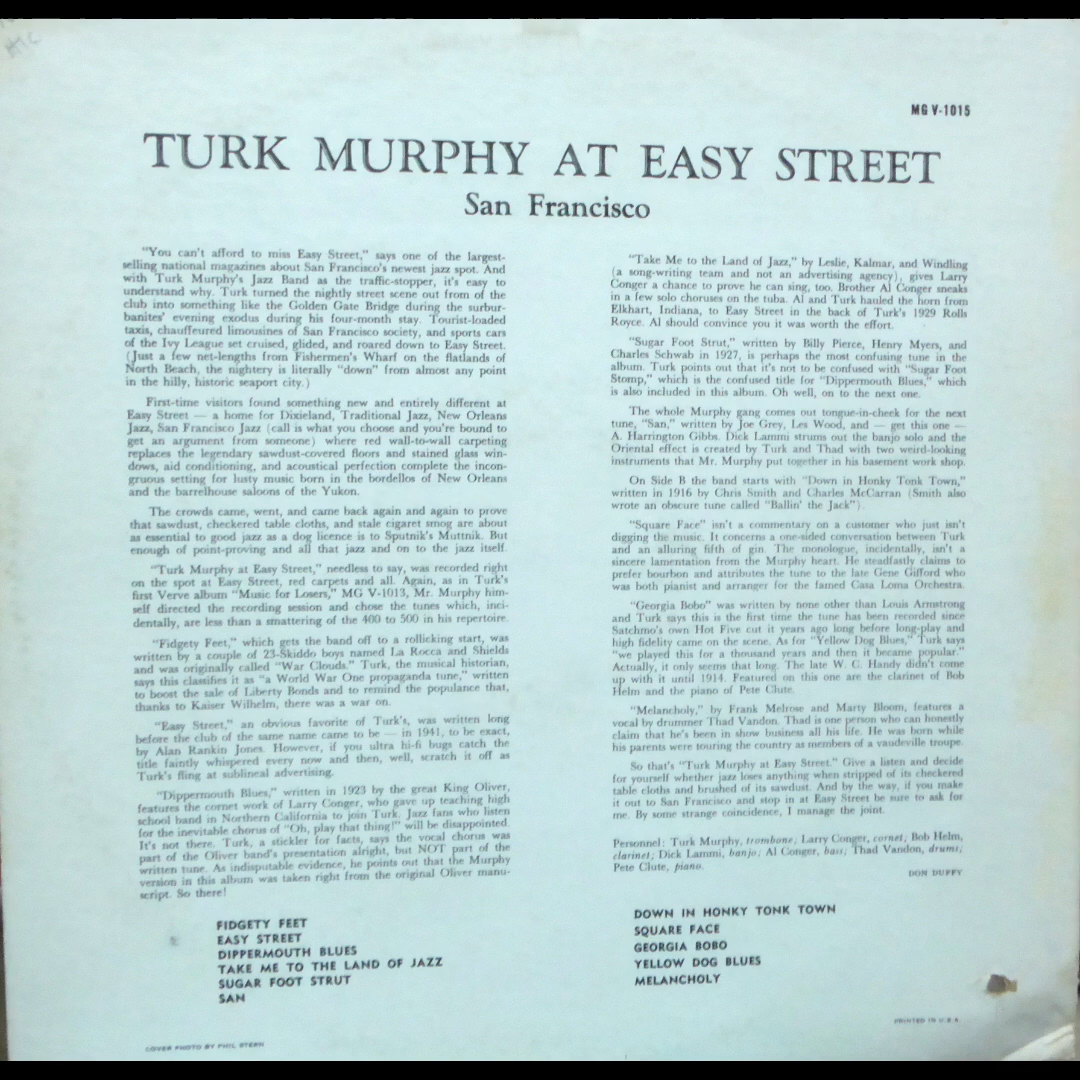 MG V-1015
TURK MURPHY AT EASY STREET
San Francisco
"You can't afford to miss Easy Street," says one of the largest-
selling national magazines about San Francisco's newest jazz spot. And
with Turk Murphy's Jazz Band as the traffic-stopper, it's easy to
understand why. Turk turned the nightly street scene out from of the
club into something like the Golden Gate Bridge during the surbur-
banites' evening exodus during his four-month stay. Tourist-loaded
taxis, chauffeured limousines of San Francisco society, and sports cars
of the Ivy League set cruised, glided, and roared down to Easy Street.
(Just a few net-lengths from Fishermen's Wharf on the flatlands of
North Beach, the nightery is literally "down" from almost any point
in the hilly, historic seaport city.)
First-time visitors found something new and entirely different at
Easy Street — a home for Dixieland, Traditional Jazz, New Orleans
Jazz, San Francisco Jazz (call is what you choose and you're bound to
get an argument from someone) where red wall-to-wall carpeting
replaces the legendary sawdust-covered floors and stained glass win-
dows, aid conditioning, and acoustical perfection complete the incon-
gruous setting for lusty music born in the bordellos of New Orleans
and the barrelhouse saloons of the Yukon.
The crowds came, went, and came back again and again to prove
that sawdust, checkered table cloths, and stale cigaret smog are about
as essential to good jazz as a dog licence is to Sputnik's Muttnik. But
enough of point-proving and all that jazz and on to the jazz itself.
"Turk Murphy at Easy Street," needless to say, was recorded right
on the spot at Easy Street, red carpets and all. Again, as in Turk's
first Verve album "Music for Losers," MG V-1013, Mr. Murphy him-
self directed the recording session and chose the tunes which, inci-
dentally, are less than a smattering of the 400 to 500 in his repertoire.
"Fidgety Feet," which gets the band off to a rollicking start, was
written by a couple of 23-Skiddo boys named La Rocca and Shields
and was originally called "War Clouds." Turk, the musical historian,
says this classifies it as "a World War One propaganda tune," written
to boost the sale of Liberty Bonds and to remind the populance that,
thanks to Kaiser Wilhelm, there was a war on.
"Easy Street," an obvious favorite of Turk's, was written long
before the club of the same name came to be — in 1941, to be exact,
by Alan Rankin Jones. However, if you ultra hi-fi bugs catch the
title faintly whispered every now and then, well, scratch it off as
Turk's fling at sublineal advertising.
"Dippermouth Blues," written in 1923 by the great King Oliver,
features the cornet work of Larry Conger, who gave up teaching high
school band in Northern California to join Turk. Jazz fans who listen
for the inevitable chorus of "Oh, play that thing!" will be disappointed.
It's not there. Turk, a stickler for facts, says the vocal chorus was
part of the Oliver band's presentation alright, but NOT part of the
written tune. As indisputable evidence, he points out that the Murphy
version in this album was taken right from the original Oliver manu-
script. So there!
"Take Me to the Land of Jazz," by Leslie, Kalmar, and Windling
(a song-writing team and not an advertising agency), gives Larry
Conger a chance to prove he can sing, too. Brother Al Conger sneaks
in a few solo choruses on the tuba. Al and Turk hauled the horn from
Elkhart, Indiana, to Easy Street in the back of Turk's 1929 Rolls
Royce. Al should convince you it was worth the effort.
"Sugar Foot Strut," written by Billy Pierce, Henry Myers, and
Charles Schwab in 1927, is perhaps the most confusing tune in the
album. Turk points out that it's not to be confused with "Sugar Foot
Stomp," which is the confused title for "Dippermouth Blues," which
is also included in this album. Oh well, on to the next one.
The whole Murphy gang comes out tongue-in-cheek for the next
tune, "San," written by Joe Grey, Les Wood, and — get this one —
A. Harrington Gibbs. Dick Lammi strums out the banjo solo and the
Oriental effect is created by Turk and Thad with two weird-looking
instruments that Mr. Murphy put together in his basement work shop.
On Side B the band starts with "Down in Honky Tonk Town,"
written in 1916 by Chris Smith and Charles McCarran (Smith also
wrote an obscure tune called "Ballin' the Jack").
"Square Face" isn't a commentary on a customer who just isn't
digging the music. It concerns a one-sided conversation between Turk
and an alluring fifth of gin. The monologue, incidentally, isn't a
sincere lamentation from the Murphy heart. He steadfastly claims to
prefer bourbon and attributes the tune to the late Gene Gifford who
was both pianist and arranger for the famed Casa Loma Orchestra.
"Georgia Bobo" was written by none other than Louis Armstrong
and Turk says this is the first time the tune has been recorded since
Satchmo's own Hot Five cut it years ago long before long-play and
high fidelity came on the scene. As for "Yellow Dog Blues," Turk says
"we played this for a thousand years and then it became popular."
Actually, it only seems that long. The late W. C. Handy didn't come
up with it until 1914. Featured on this one are the clarinet of Bob
Helm and the piano of Pete Clute.
"Melancholy," by Frank Melrose and Marty Bloom, features a
vocal by drummer Thad Vandon. Thad is one person who can honestly
claim that he's been in show business all his life. He was born while
his parents were touring the country as members of a vaudeville troupe.
So that's "Turk Murphy at Easy Street." Give a listen and decide
for yourself whether jazz loses anything when stripped of its checkered
table cloths and brushed of its sawdust. And by the way, if you make
it out to San Francisco and stop in at Easy Street be sure to ask for
me. By some strange coincidence, I manage the joint.
Personnel: Turk Murphy, trombone; Larry Conger, cornet; Bob Helm,
clarinet; Dick Lammi, banjo; Al Conger, bass; Thad Vandon, drums;
Pete Clute, piano.
DON DUFFY
FIDGETY FEET
EASY STREET
DIPPERMOUTH BLUES
TAKE ME TO THE LAND OF JAZZ
SUGAR FOOT STRUT
SAN
DOWN IN HONKY TONK TOWN
SQUARE FACE
GEORGIA BOBO
YELLOW DOG BLUES
MELANCHOLY
PRINTED IN U.S.A.
COVER PHOTO BY PHIL STERN